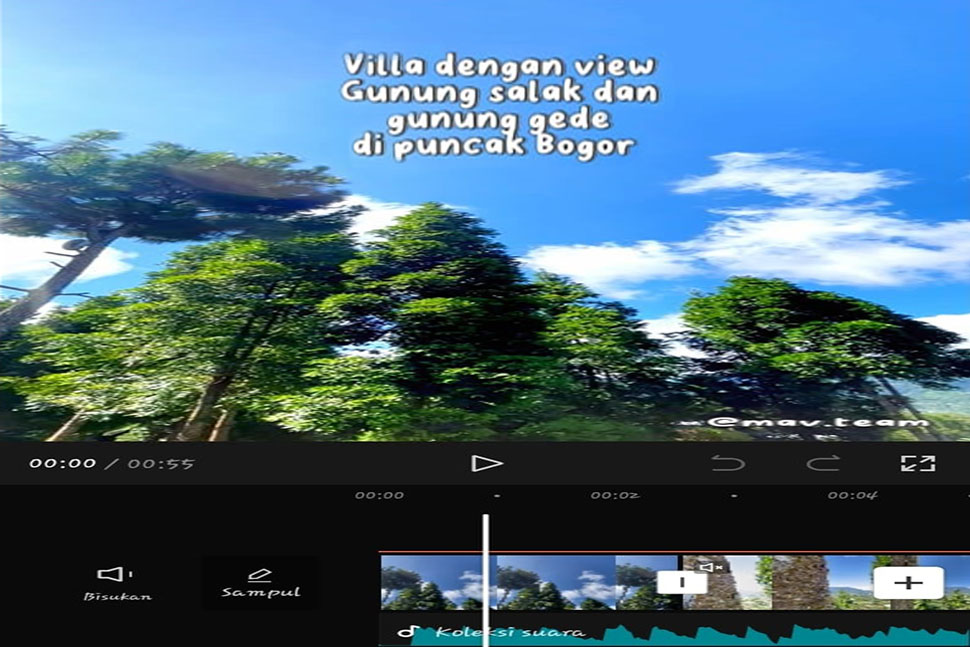 Villa dengan view
Gunung salak dan
gunung gede
di puncak Bogor
@mav.team
00:00 / 00:55
00:00
00:02
00:04
Bisukan
Sampul
Koleksi suara